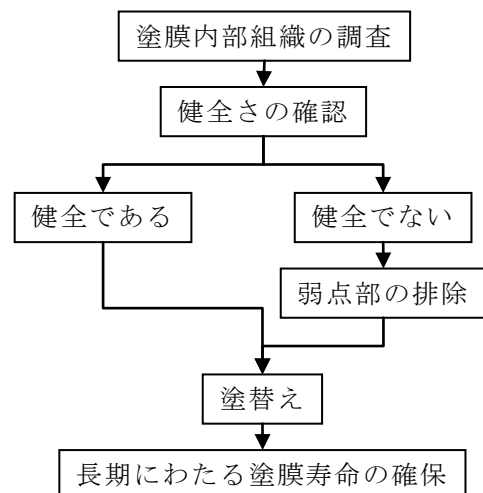 塗膜内部組織の調査
健全さの確認
健全である
健全でない
弱点部の排除
塗替え
長期にわたる塗膜寿命の確保